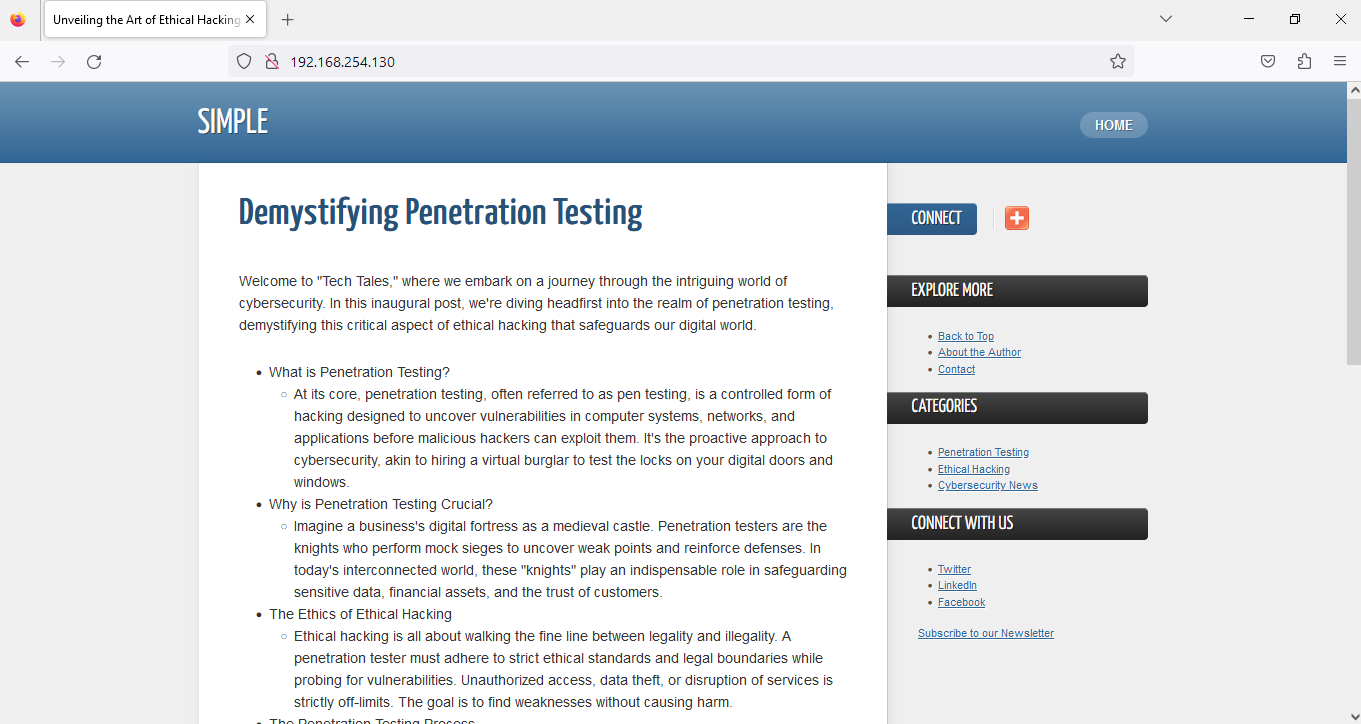 Unveiling the Art of Ethical Hacking
192.168.254.130
SIMPLE
HOME
Demystifying Penetration Testing
Welcome to "Tech Tales," where we embark on a journey through the intriguing world of
cybersecurity. In this inaugural post, we're diving headfirst into the realm of penetration testing,
demystifying this critical aspect of ethical hacking that safeguards our digital world.
What is Penetration Testing?
At its core, penetration testing, often referred to as pen testing, is a controlled form of
hacking designed to uncover vulnerabilities in computer systems, networks, and
applications before malicious hackers can exploit them. It's the proactive approach to
cybersecurity, akin to hiring a virtual burglar to test the locks on your digital doors and
windows.
Why is Penetration Testing Crucial?
Imagine a business's digital fortress as a medieval castle. Penetration testers are the
knights who perform mock sieges to uncover weak points and reinforce defenses. In
today's interconnected world, these "knights" play an indispensable role in safeguarding
sensitive data, financial assets, and the trust of customers.
The Ethics of Ethical Hacking
Ethical hacking is all about walking the fine line between legality and illegality. A
penetration tester must adhere to strict ethical standards and legal boundaries while
probing for vulnerabilities. Unauthorized access, data theft, or disruption of services is
strictly off-limits. The goal is to find weaknesses without causing harm.
The Penetration Testing Process
CONNECT
EXPLORE MORE
Back to Top
About the Author
Contact
CATEGORIES
Penetration Testing
Ethical Hacking
Cybersecurity News
CONNECT WITH US
Twitter
LinkedIn
Facebook
Subscribe to our Newsletter